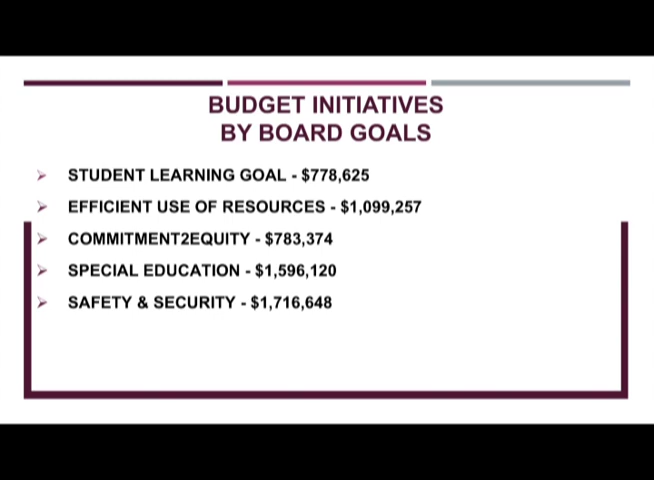 BUDGET INITIATIVES
BY BOARD GOALS
STUDENT LEARNING GOAL - $778,625
EFFICIENT USE OF RESOURCES - $1,099,257
COMMITMENT2EQUITY - $783,374
SPECIAL EDUCATION - $1,596,120
SAFETY & SECURITY - $1,716,648